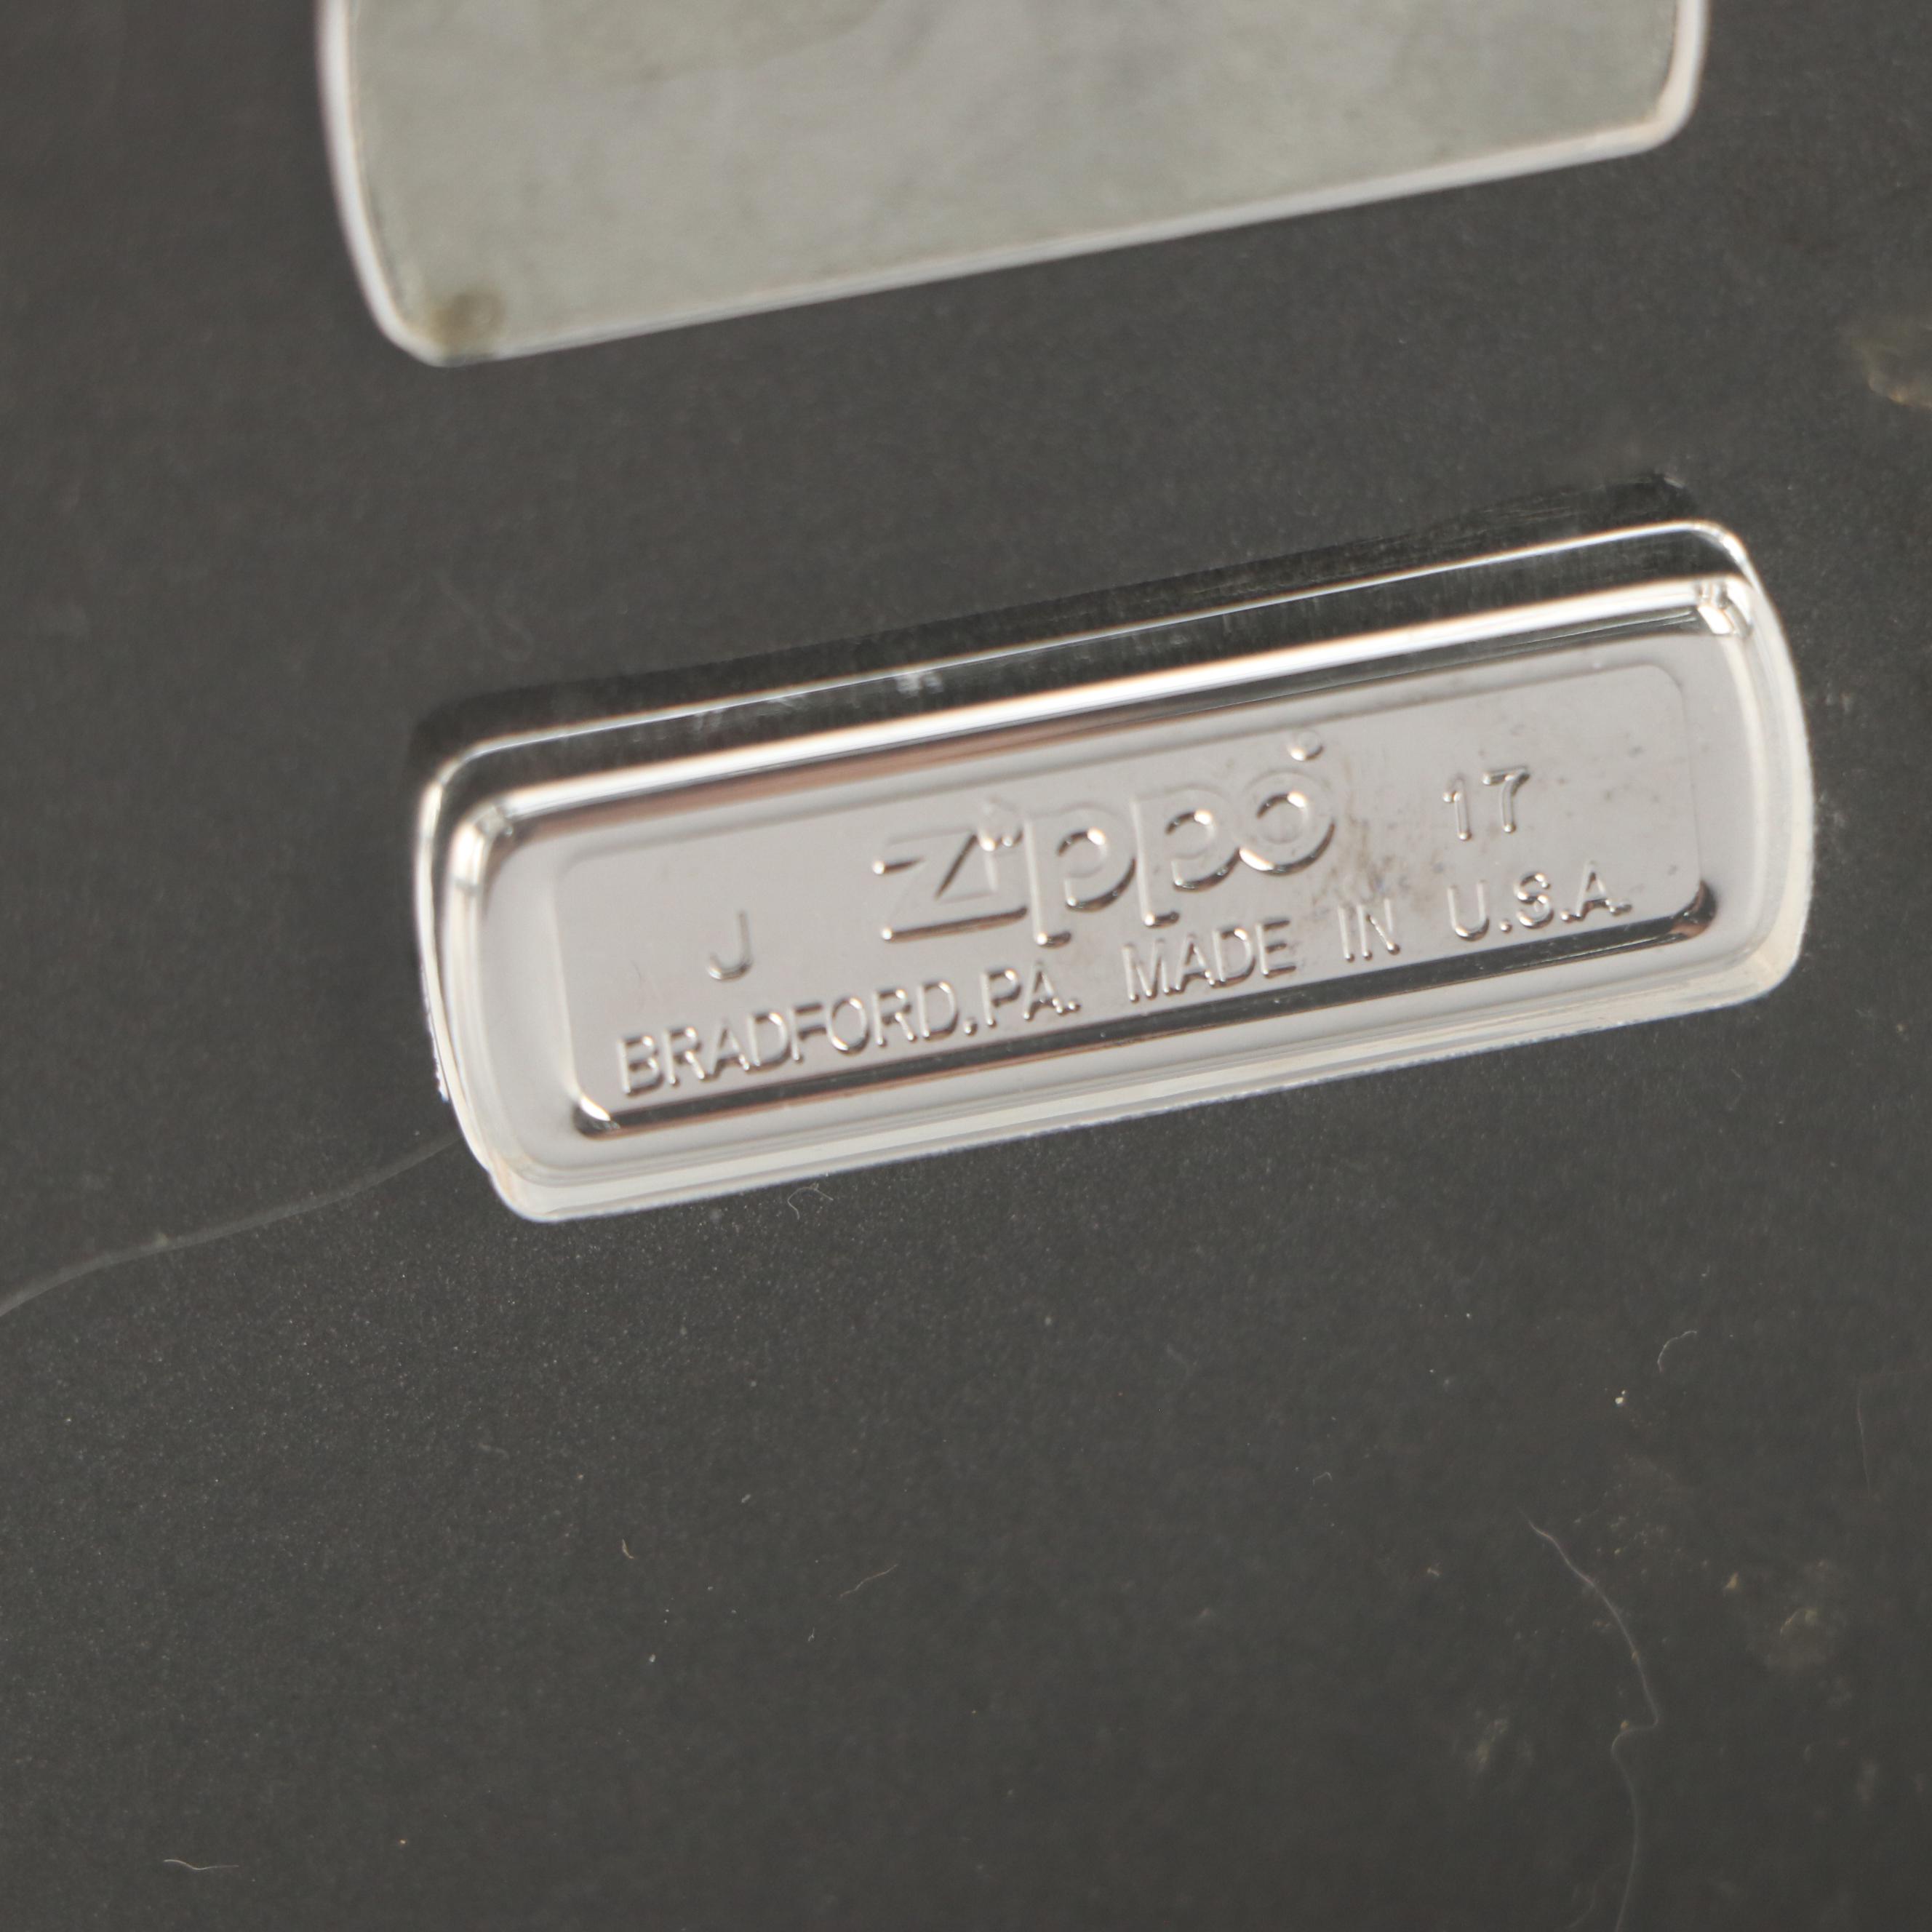 J zippo 17
BRADFORD,PA. MADE IN U.S.A.